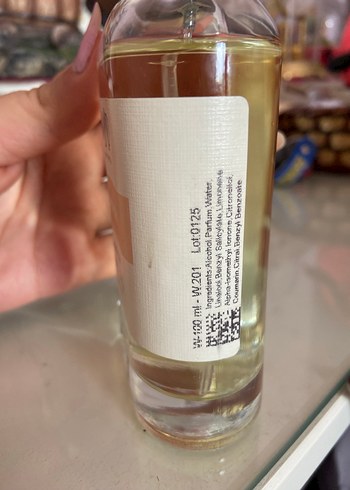 W-100 ml - W.201 Lot:0125
Ingredients:Alcohol,Parfum,Water,
Linalool,Benzyl Salicylate,Limonene,
Alpha-Isomethyl Ionone,Citronellol,
Coumarin,Citral,Benzyl Benzoate.